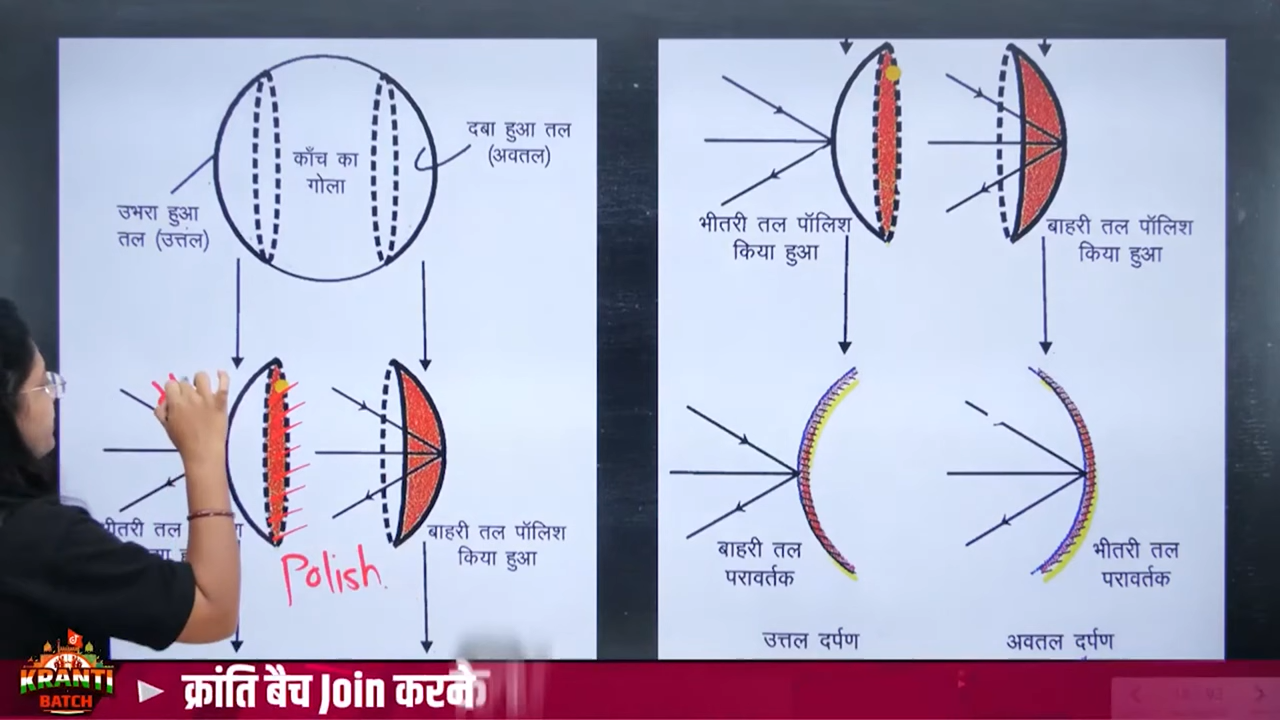 काँच का
गोला
दबा हुआ तल
(अवतल)
उभरा हुआ
तल (उत्तल)
तल
बाहरी तल पॉलिश
किया हुआ
Polish
भीतरी तल पॉलिश
किया हुआ
बाहरी तल पॉलिश
किया हुआ
बाहरी तल
परावर्तक
भीतरी तल
परावर्तक
उत्तल दर्पण
अवतल दर्पण
KRANTI
BATCH
क्रांति बैच Join करके